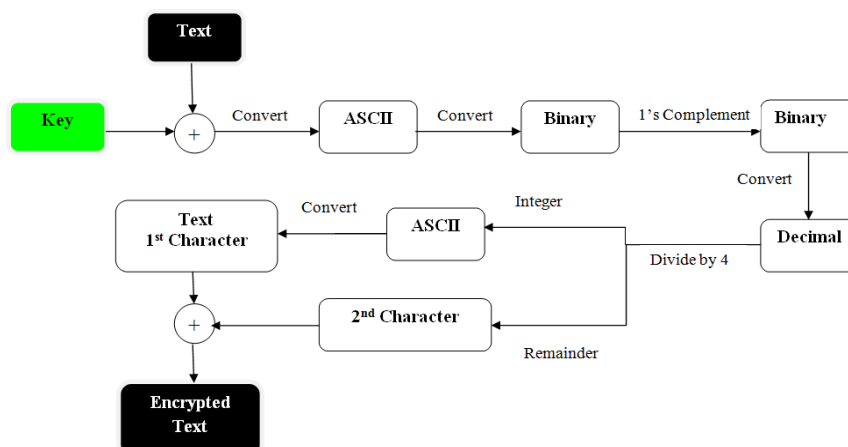 Text
Key
+
Convert
ASCII
Convert
Binary
1's Complement
Binary
Convert
Text
1st Character
Convert
ASCII
Integer
Divide by 4
Decimal
+
2nd Character
Remainder
Encrypted
Text